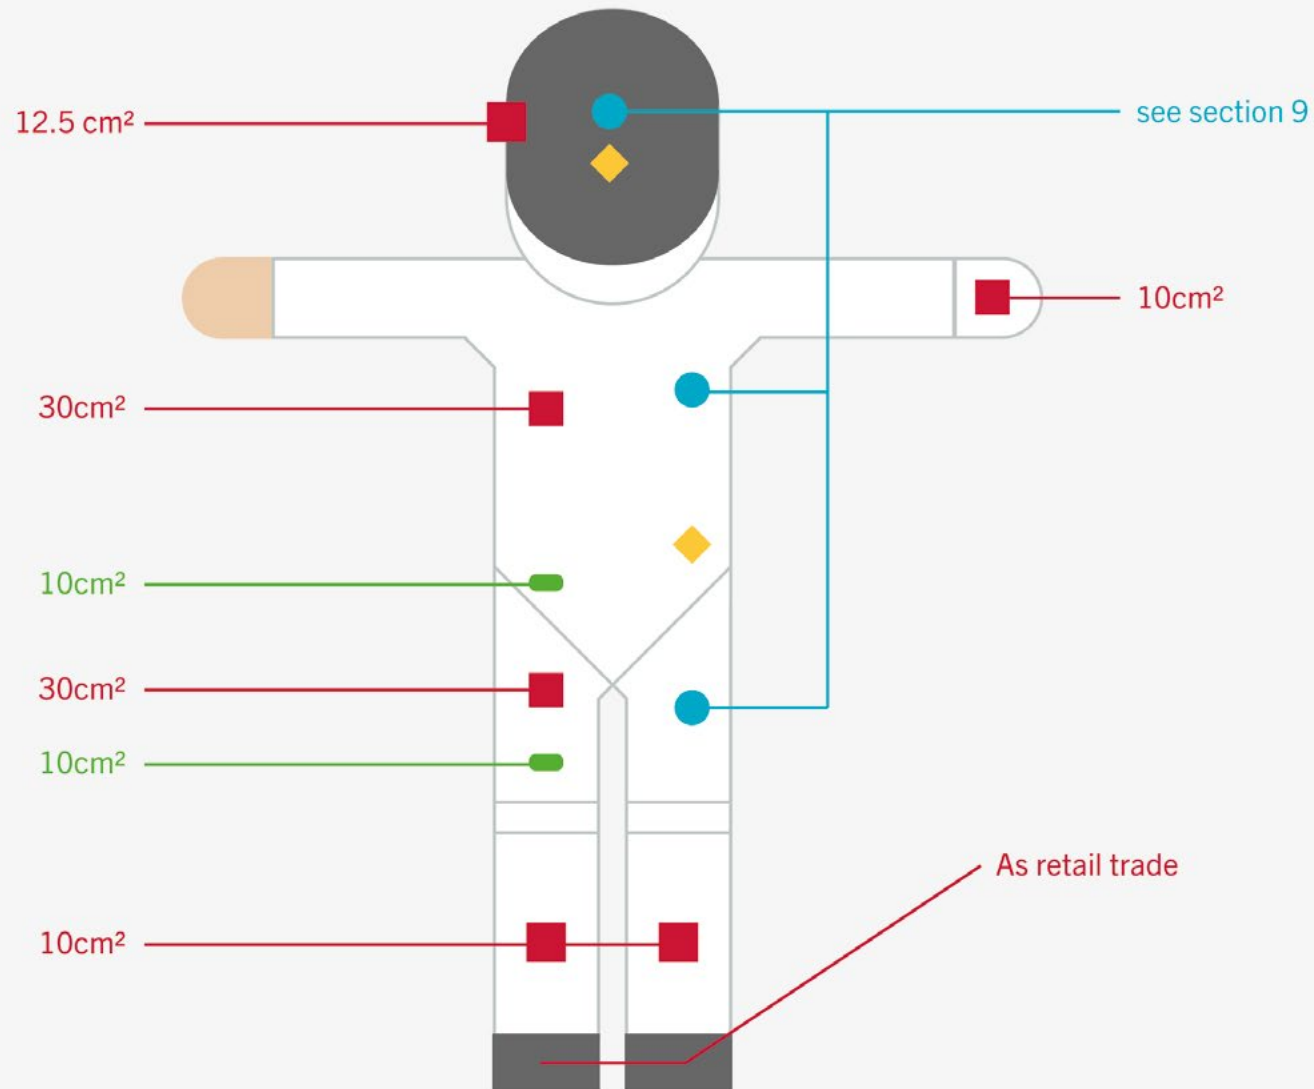 12.5 cm²
see section 9
10cm²
30cm²
10cm²
30cm²
10cm²
As retail trade
10cm²